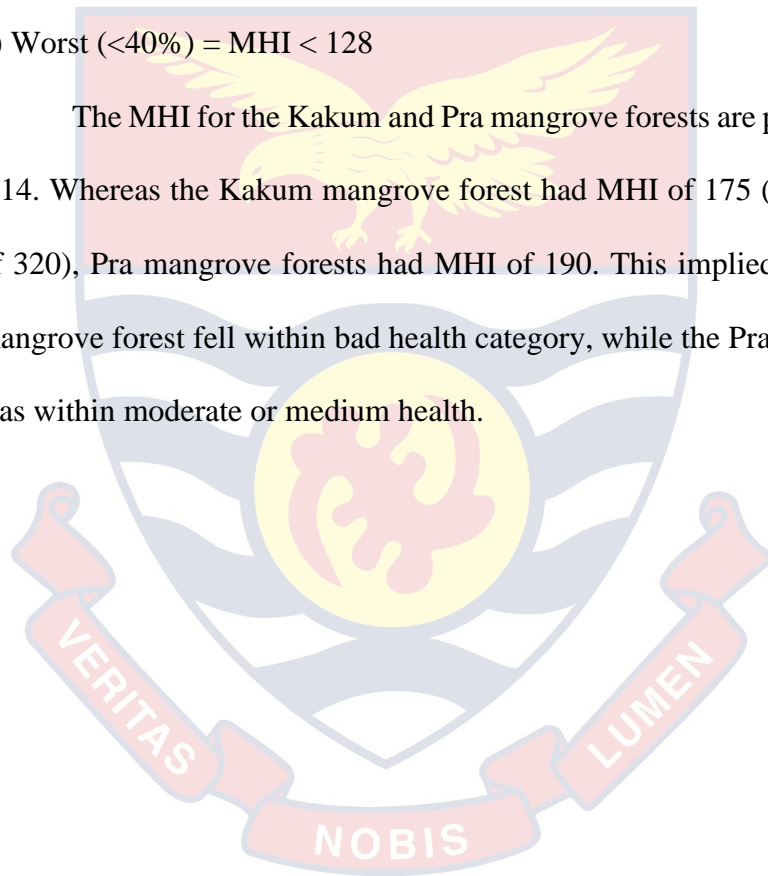 ) Worst (<40%) = MHI < 128
The MHI for the Kakum and Pra mangrove forests are p
14. Whereas the Kakum mangrove forest had MHI of 175 (
f 320), Pra mangrove forests had MHI of 190. This implied
angrove forest fell within bad health category, while the Pra
as within moderate or medium health.
VERITAS
NOBIS
LUMEN